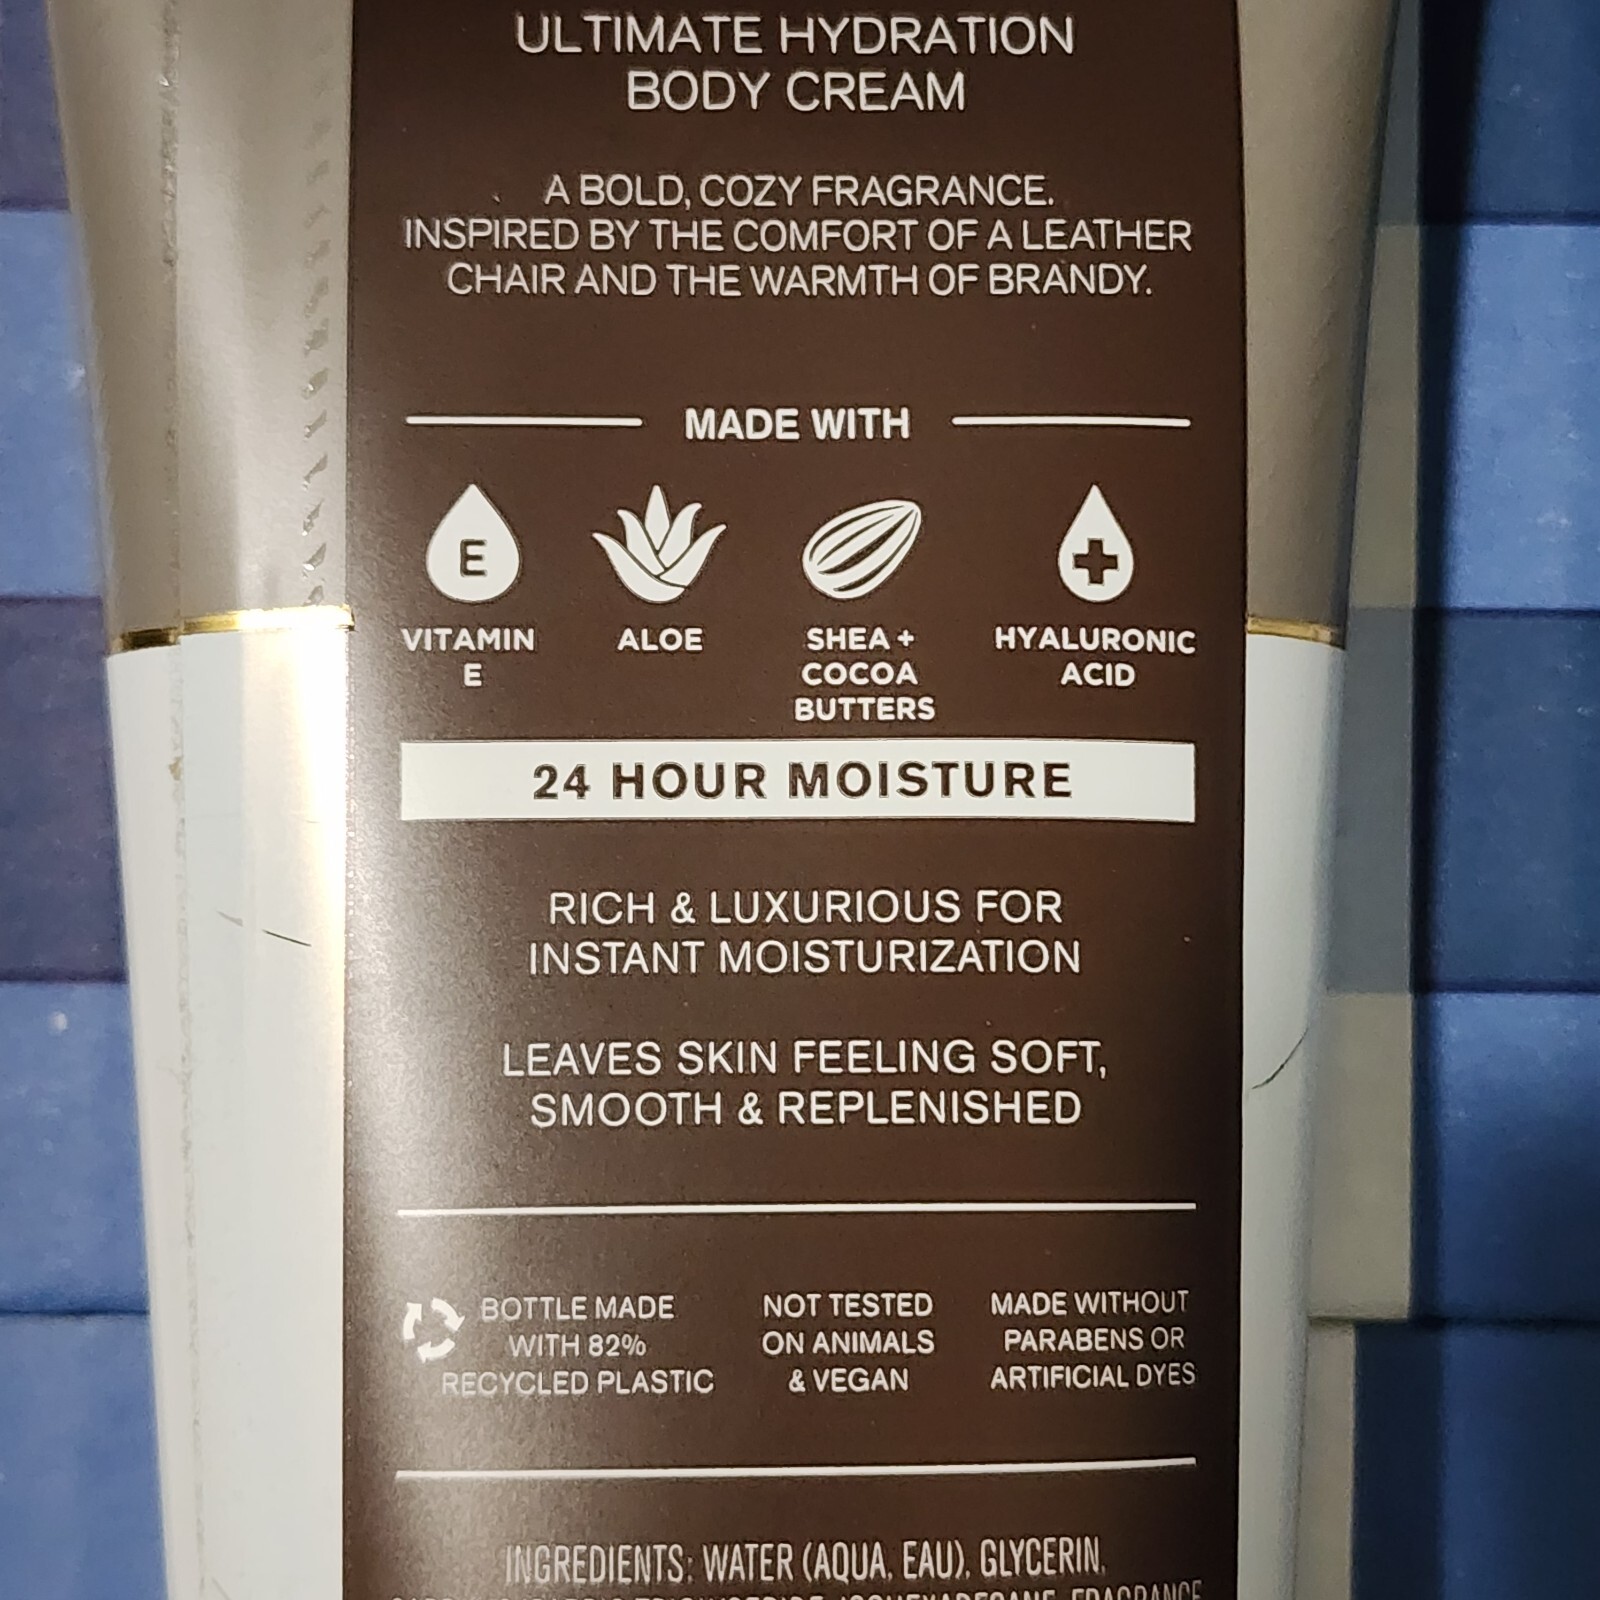 ULTIMATE HYDRATION
BODY CREAM
A BOLD, COZY FRAGRANCE.
INSPIRED BY THE COMFORT OF A LEATHER
CHAIR AND THE WARMTH OF BRANDY.
MADE WITH
E
VITAMIN
E
ALOE
SHEA +
COCOA
BUTTERS
HYALURONIC
ACID
24 HOUR MOISTURE
RICH & LUXURIOUS FOR
INSTANT MOISTURIZATION
LEAVES SKIN FEELING SOFT,
SMOOTH & REPLENISHED
BOTTLE MADE
WITH 82%
RECYCLED PLASTIC
NOT TESTED
ON ANIMALS
& VEGAN
MADE WITHOUT
PARABENS OR
ARTIFICIAL DYES
INGREDIENTS: WATER (AQUA, EAU), GLYCERIN,
FRAGRANCE